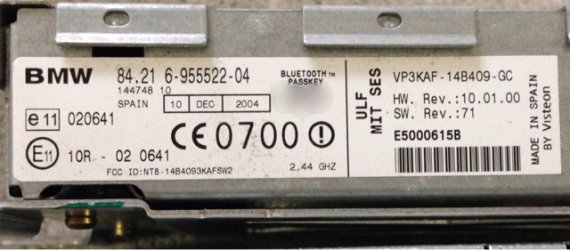 BMW 84.21 6-955522-04
144748 10
SPAIN 10 DEC 2004
BLUETOOTH™
PASSKEY
e11 020641
CE0700
E11 10R - 02 0641
FCC ID:NT8-14B4093KAFSW2 2.44 GHZ
ULF
MIT SES
VP3KAF-14B409-GC
HW. Rev.:10.01.00
SW. Rev.:71
E5000615B
MADE IN SPAIN
BY Visteon